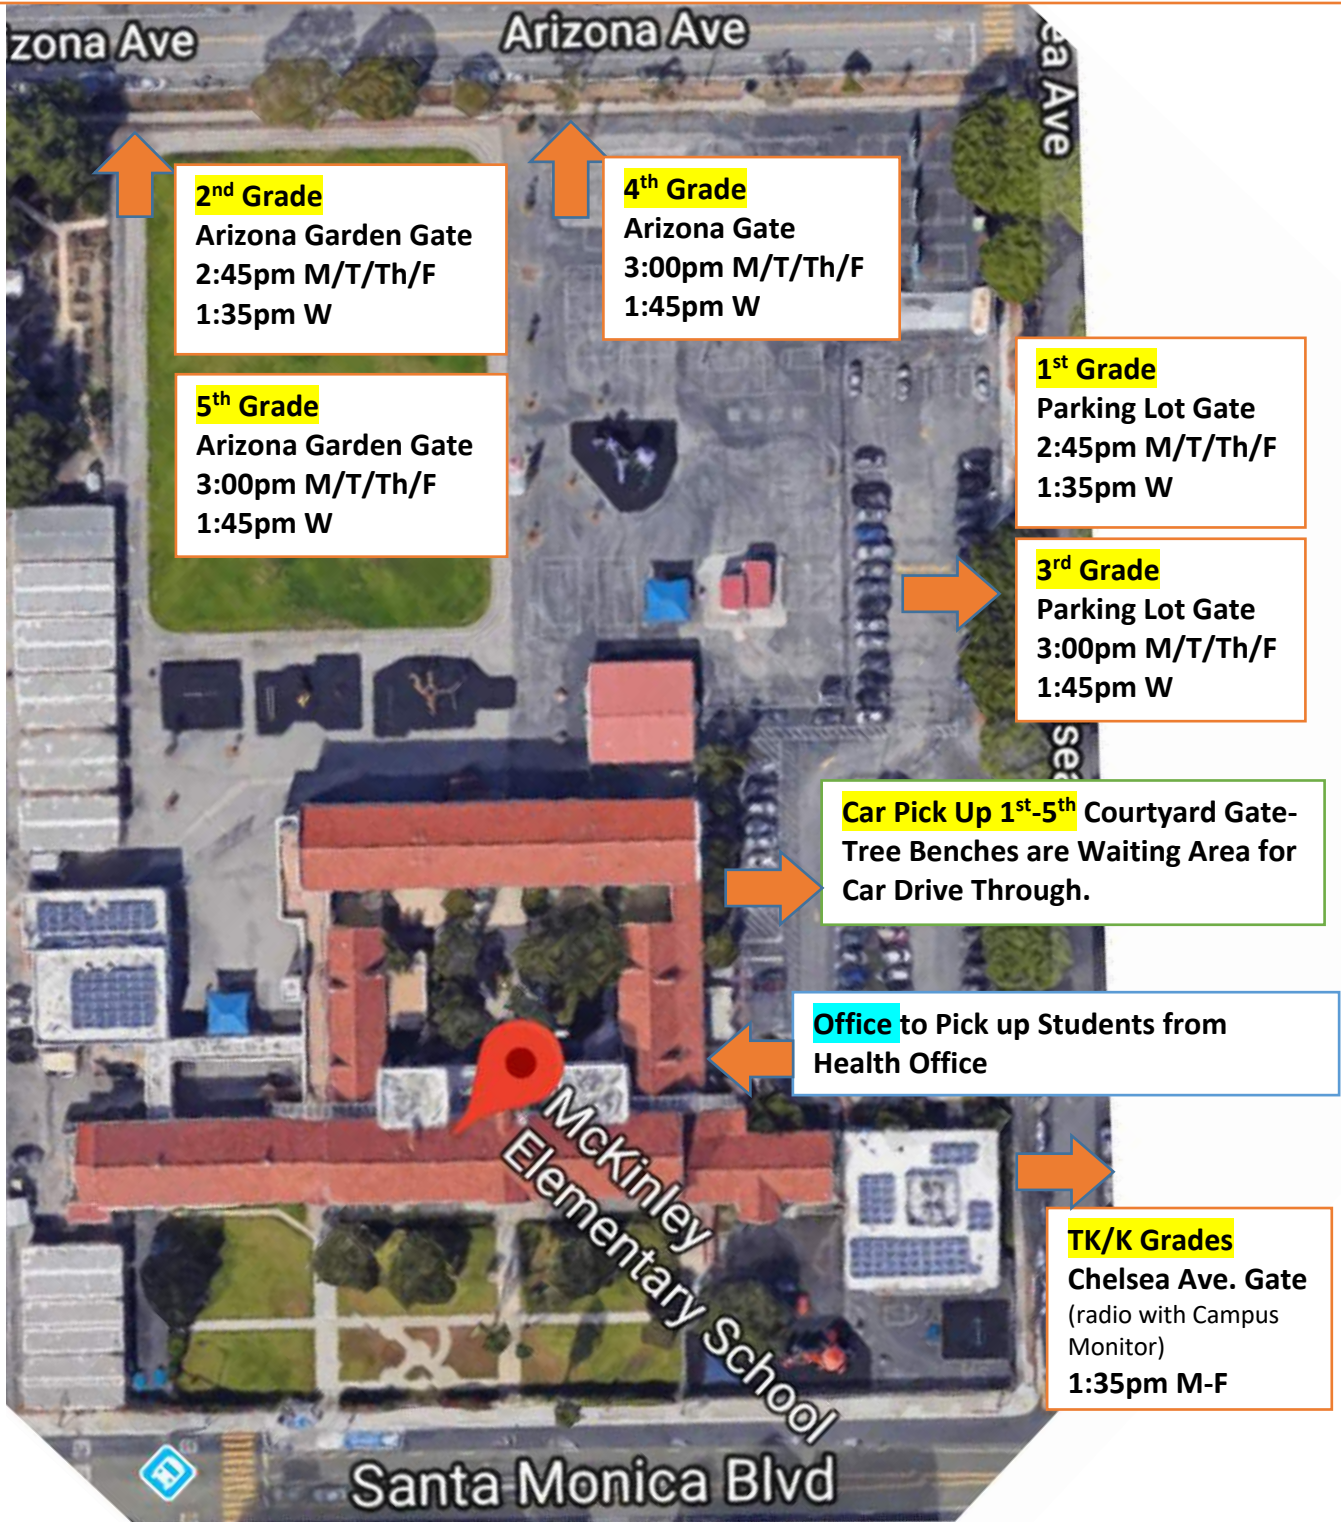 zona Ave
Arizona Ave
ea Ave
2nd Grade
Arizona Garden Gate
2:45pm M/T/Th/F
1:35pm W
4th Grade
Arizona Gate
3:00pm M/T/Th/F
1:45pm W
5th Grade
Arizona Garden Gate
3:00pm M/T/Th/F
1:45pm W
1st Grade
Parking Lot Gate
2:45pm M/T/Th/F
1:35pm W
3rd Grade
Parking Lot Gate
3:00pm M/T/Th/F
1:45pm W
sea
Car Pick Up 1st-5th Courtyard Gate-
Tree Benches are Waiting Area for
Car Drive Through.
Office to Pick up Students from
Health Office
McKinley
Elementary School
TK/K Grades
Chelsea Ave. Gate
(radio with Campus
Monitor)
1:35pm M-F
Santa Monica Blvd